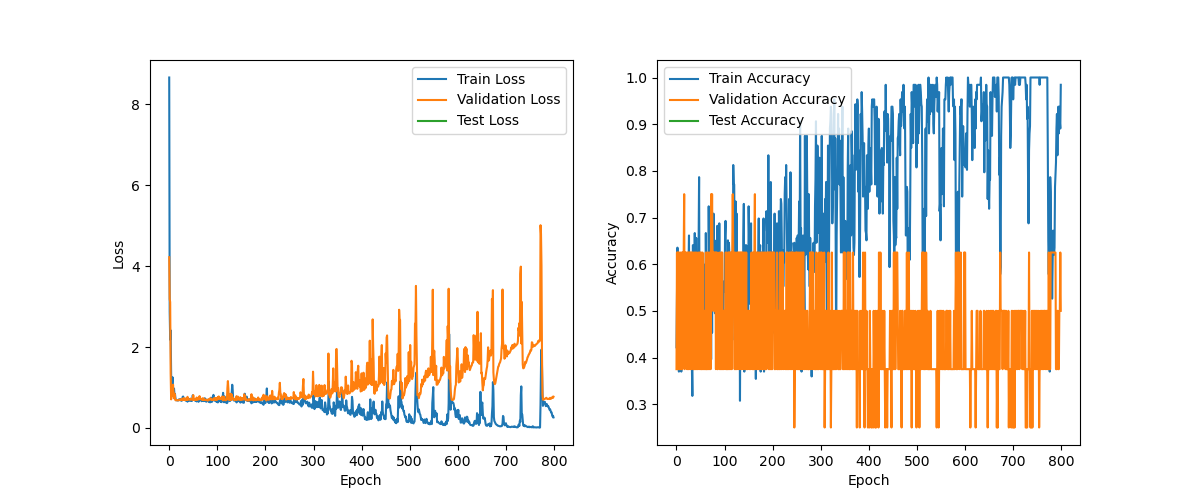 Train Loss
Validation Loss
Test Loss
Loss
8
6
4
2
0
0 100 200 300 400 500 600 700 800
Epoch
Train Accuracy
Validation Accuracy
Test Accuracy
Accuracy
1.0
0.9
0.8
0.7
0.6
0.5
0.4
0.3
0 100 200 300 400 500 600 700 800
Epoch